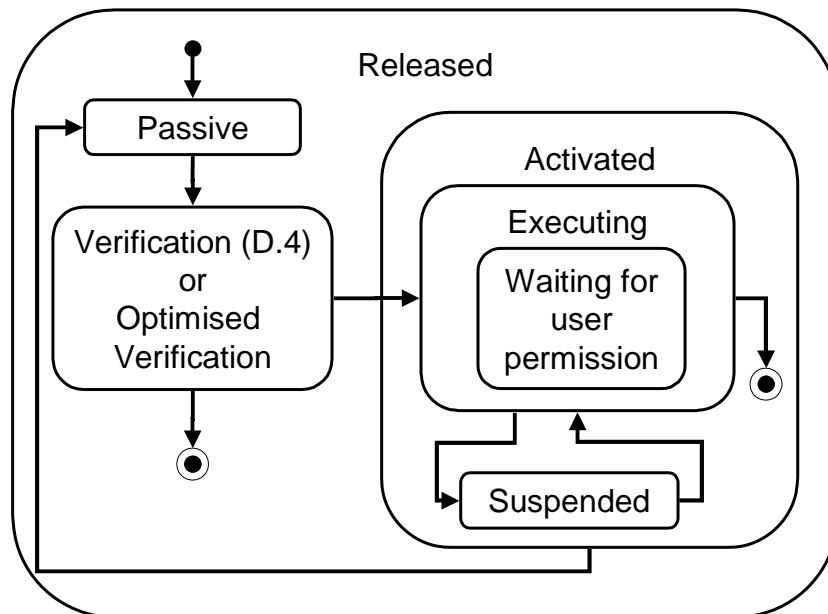 Released
Passive
Activated
Verification (D.4)
or
Optimised
Verification
Executing
Waiting for
user
permission
Suspended